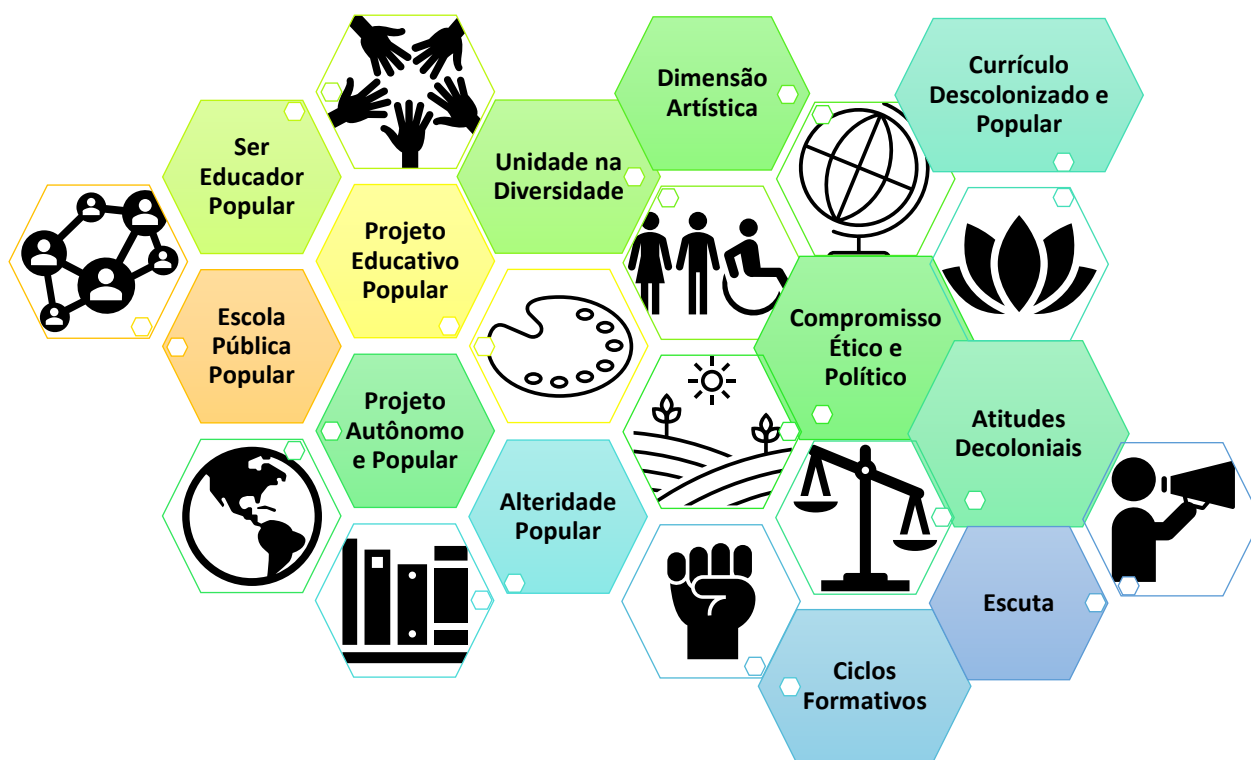 Ser
Educador
Popular
Escola
Pública
Popular
Projeto
Educativo
Popular
Projeto
Autônomo
e Popular
Unidade na
Diversidade
Alteridade
Popular
Dimensão
Artística
Compromisso
Ético e
Político
Currículo
Descolonizado e
Popular
Atitudes
Decoloniais
Escuta
Ciclos
Formativos